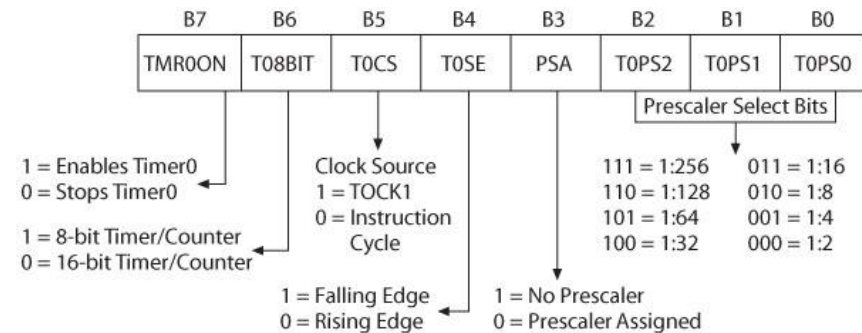 B7 B6 B5 B4 B3 B2 B1 B0
TMR0ON T08BIT T0CS T0SE PSA T0PS2 T0PS1 T0PS0
Prescaler Select Bits
1 = Enables Timer0
0 = Stops Timer0
1 = 8-bit Timer/Counter
0 = 16-bit Timer/Counter
Clock Source
1 = TOCK1
0 = Instruction
Cycle
1 = Falling Edge
0 = Rising Edge
1 = No Prescaler
0 = Prescaler Assigned
111 = 1:256 011 = 1:16
110 = 1:128 010 = 1:8
101 = 1:64 001 = 1:4
100 = 1:32 000 = 1:2